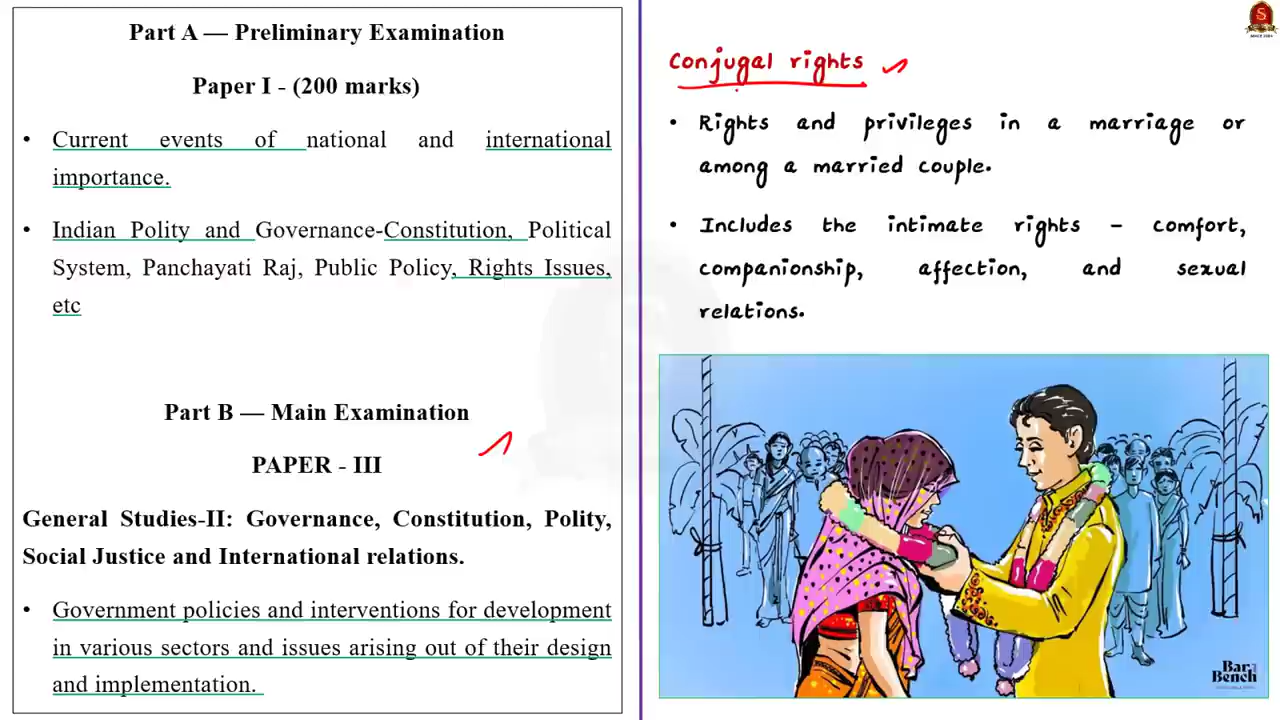 Part A — Preliminary Examination
Paper I - (200 marks)
• Current events of national and international
importance.
• Indian Polity and Governance-Constitution, Political
System, Panchayati Raj, Public Policy, Rights Issues,
etc
Part B — Main Examination
PAPER - III
General Studies-II: Governance, Constitution, Polity,
Social Justice and International relations.
• Government policies and interventions for development
in various sectors and issues arising out of their design
and implementation.
Conjugal rights
• Rights and privileges in a marriage or
among a married couple.
• Includes the intimate rights – comfort,
companionship, affection, and sexual
relations.
Bar
Bench